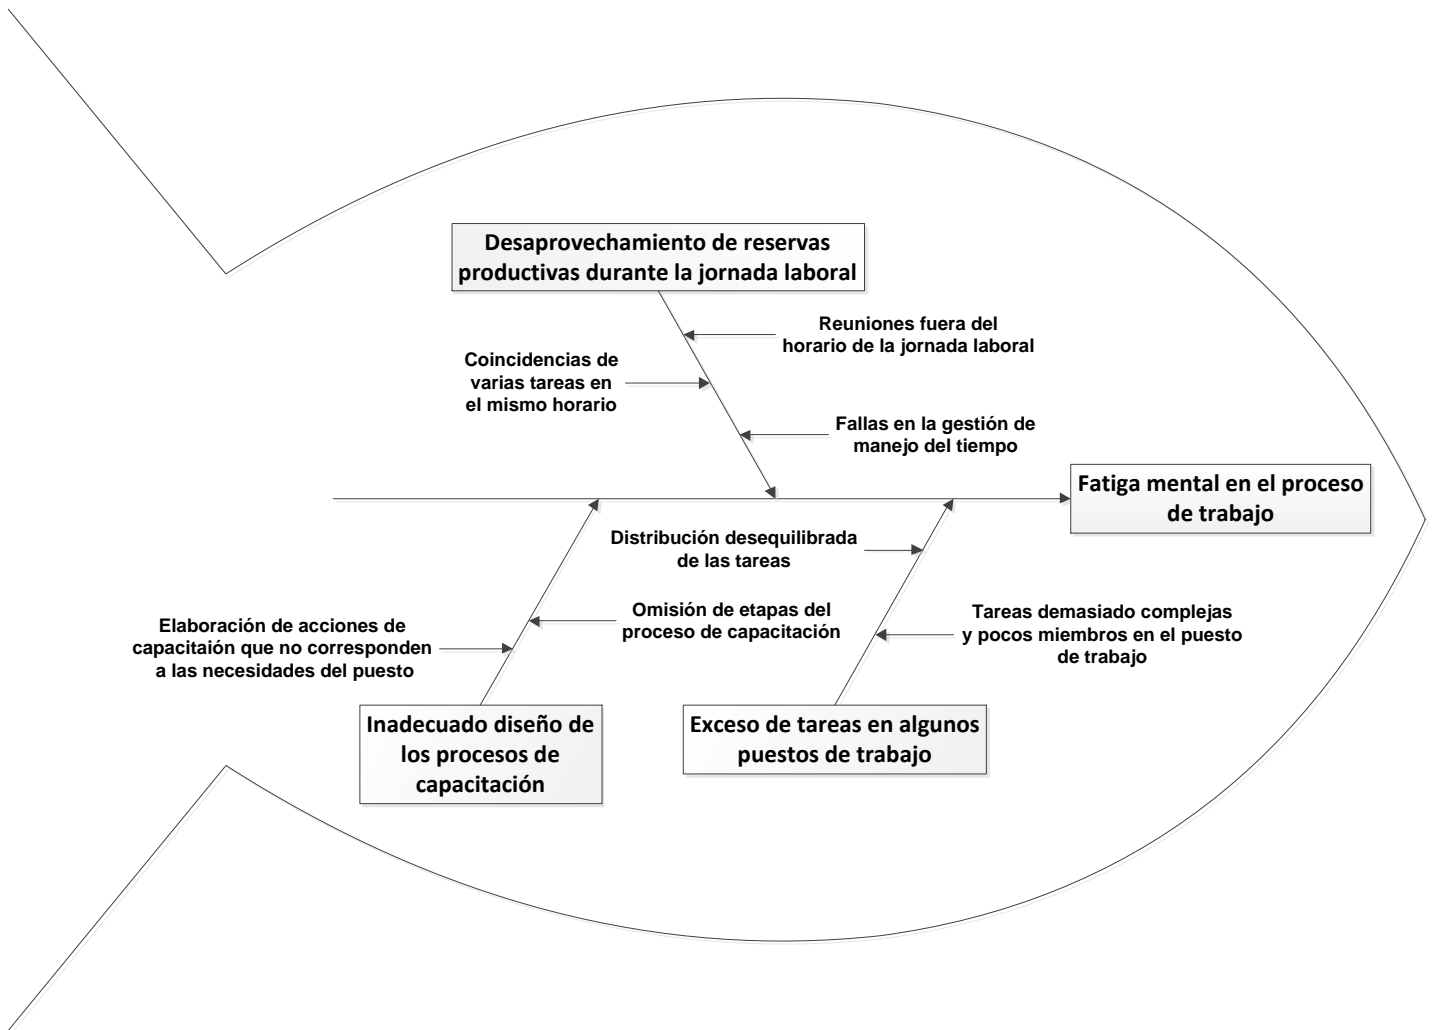 Desaprovechamiento de reservas
productivas durante la jornada laboral
Reuniones fuera del
horario de la jornada laboral
Coincidencias de
varias tareas en
el mismo horario
Fallas en la gestión de
manejo del tiempo
Fatiga mental en el proceso
de trabajo
Distribución desequilibrada
de las tareas
Omisión de etapas del
proceso de capacitación
Tareas demasiado complejas
y pocos miembros en el puesto
de trabajo
Elaboración de acciones de
capacitaión que no corresponden
a las necesidades del puesto
Inadecuado diseño de
los procesos de
capacitación
Exceso de tareas en algunos
puestos de trabajo